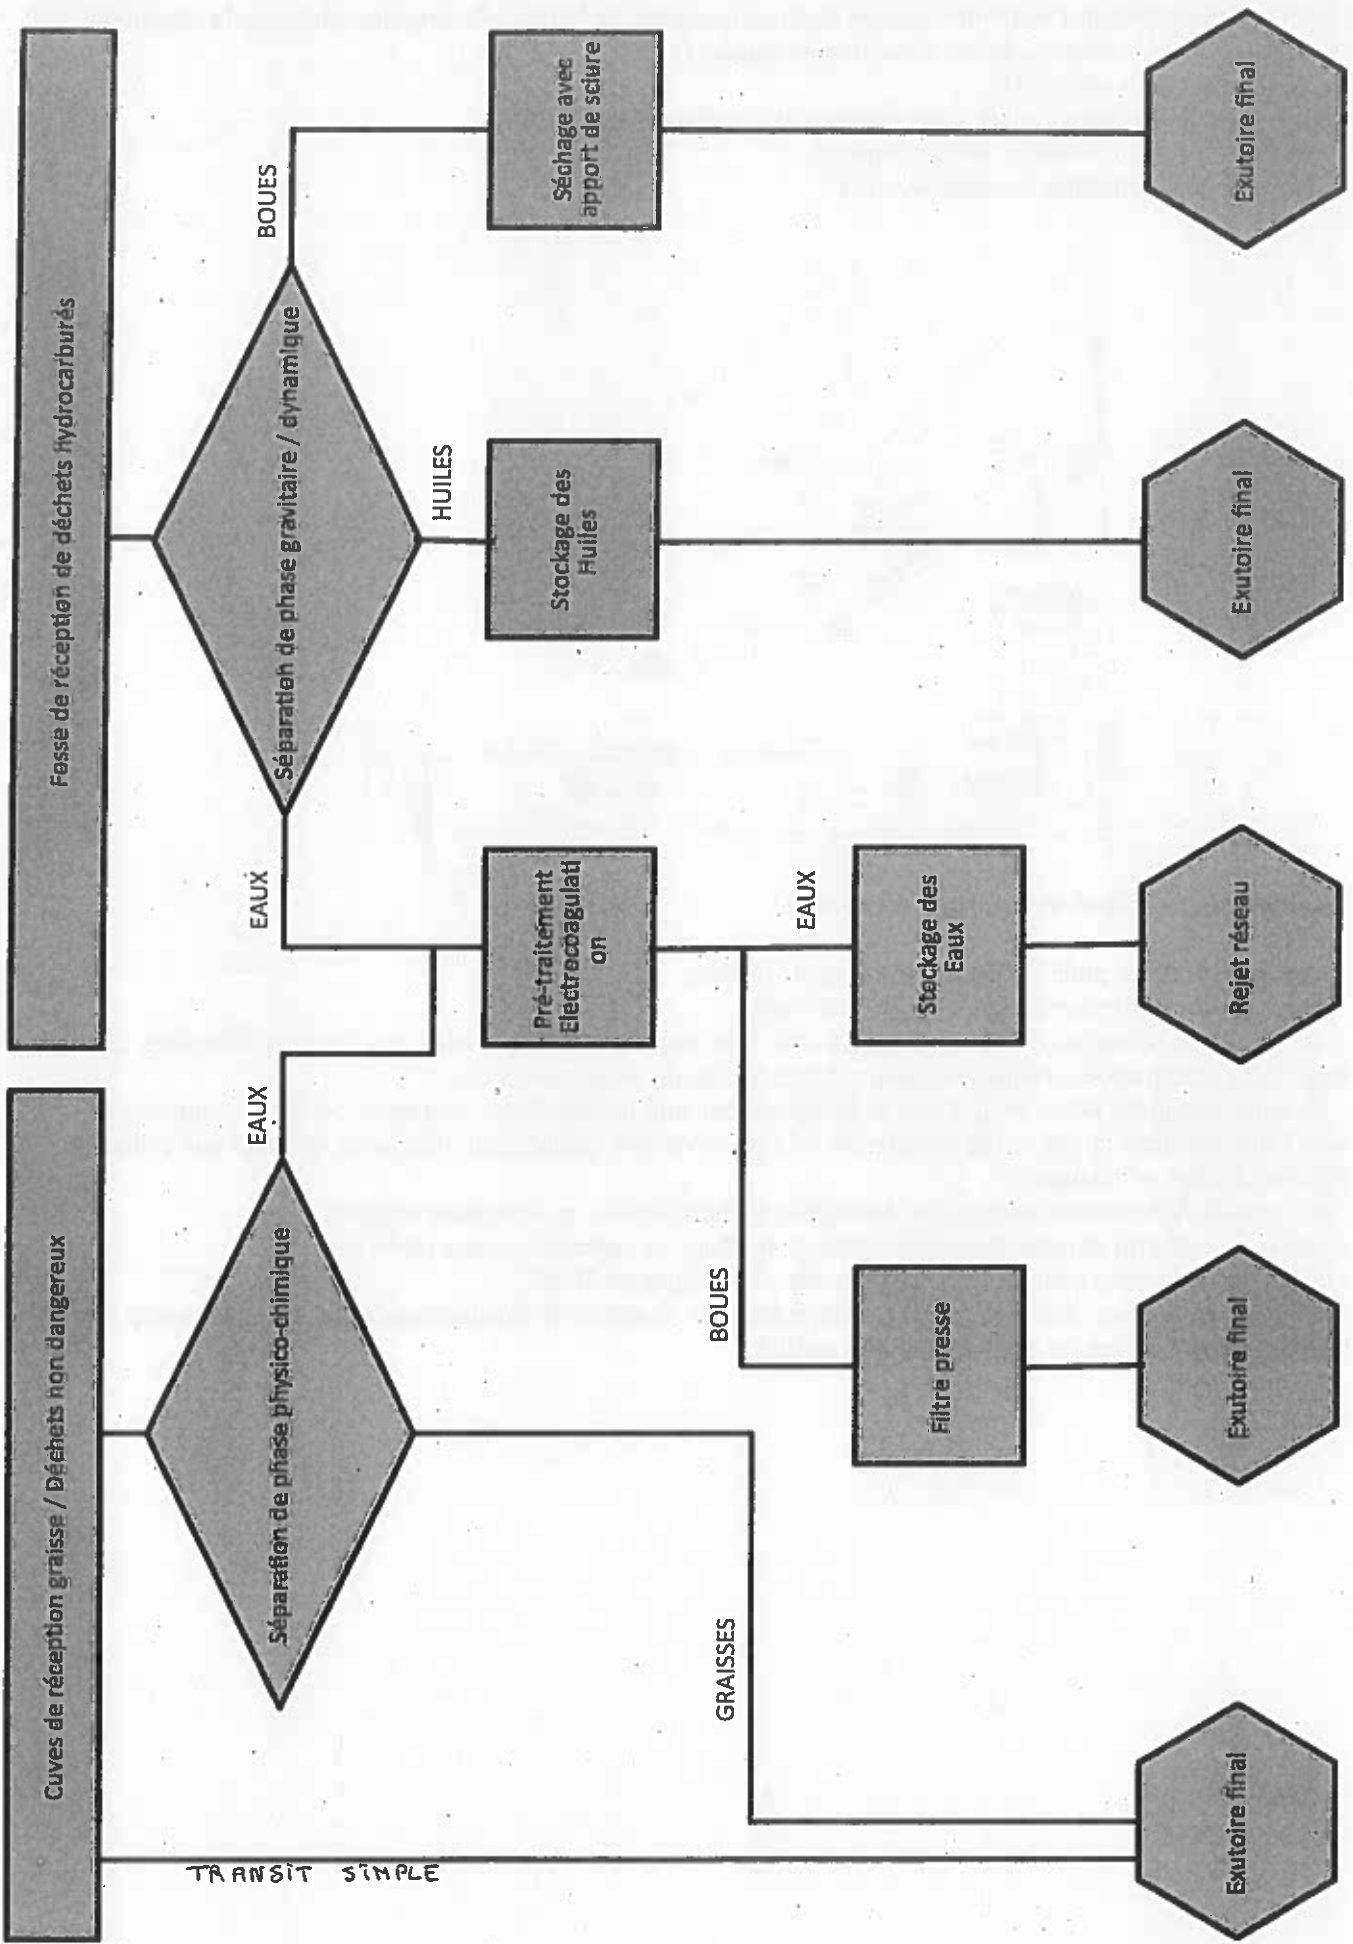 Cuves de réception graisse / Déchets non dangereux
Fosse de réception de déchets hydrocarburés
Séparation de phase physico-chimique
Séparation de phase gravitaire / dynamique
EAUX
EAUX
BOUES
HUILES
TRANSIT SIMPLE
GRAISSES
Pré-traitement
Electrocoagulati
on
Stockage des
Huiles
Séchage avec
apport de sciure
BOUES
EAUX
Filtre presse
Stockage des
Eaux
Exutoire final
Exutoire final
Rejet réseau
Exutoire final
Exutoire final